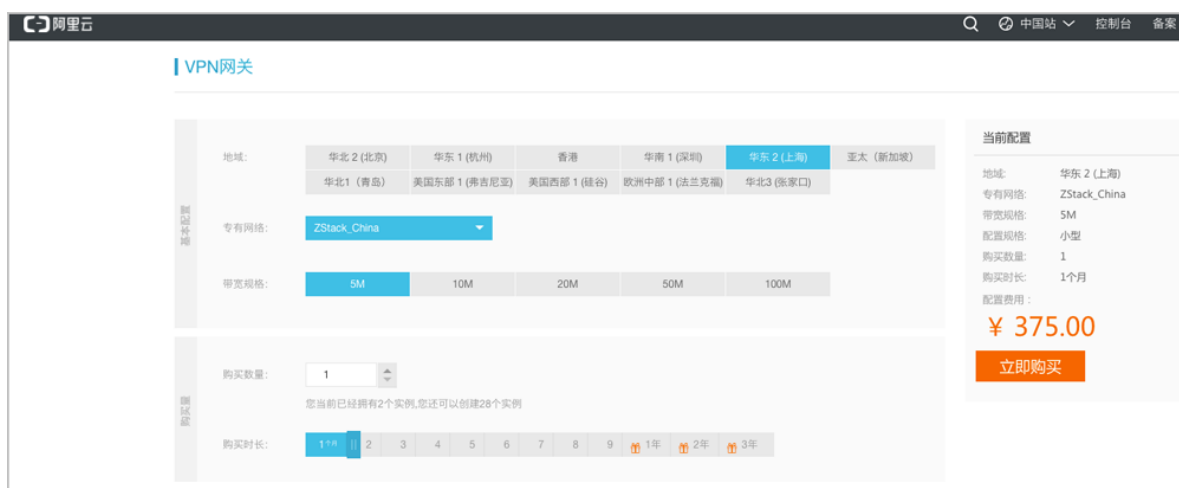 阿里云
中国站 控制台 备案
VPN网关
基本配置
地域: 华北 2 (北京) 华东 1 (杭州) 香港 华南 1 (深圳) 华东 2 (上海) 亚太（新加坡）
华北1（青岛） 美国东部 1 (弗吉尼亚) 美国西部 1 (硅谷) 欧洲中部 1 (法兰克福) 华北3 (张家口)
专有网络: ZStack_China
带宽规格: 5M 10M 20M 50M 100M
购买量
购买数量: 1
您当前已经拥有2个实例,您还可以创建28个实例
购买时长: 1个月 2 3 4 5 6 7 8 9 1年 2年 3年
当前配置
地域: 华东 2 (上海)
专有网络: ZStack_China
带宽规格: 5M
配置规格: 小型
购买数量: 1
购买时长: 1个月
配置费用：
¥ 375.00
立即购买